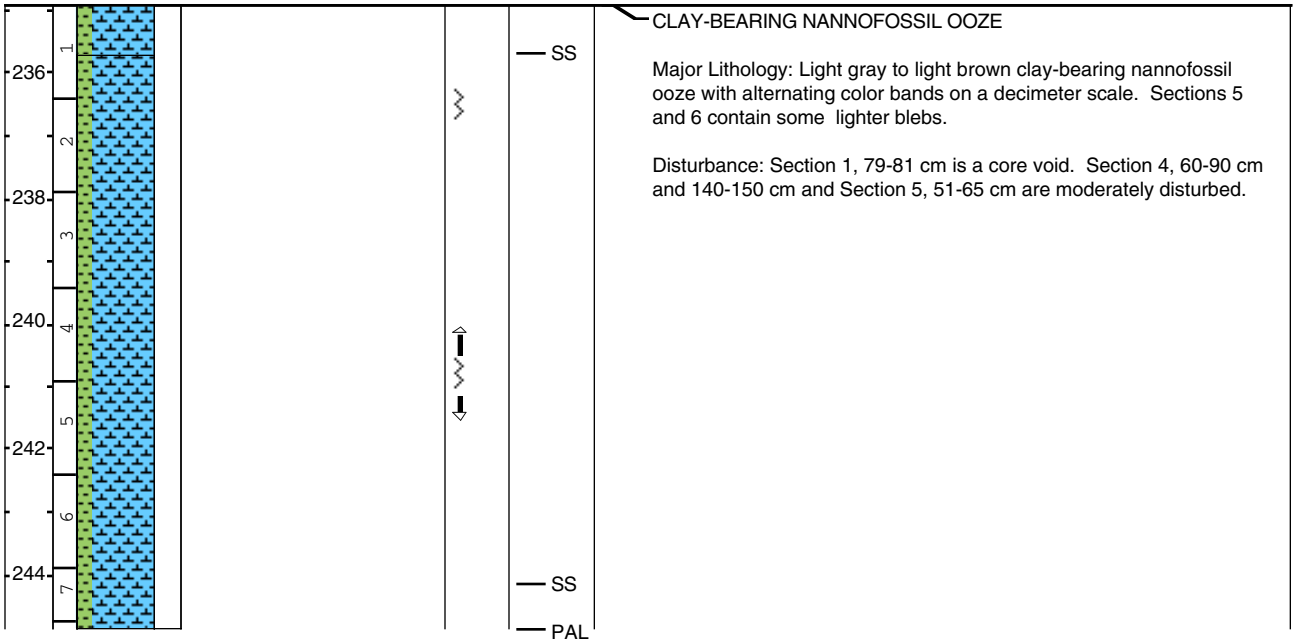 CLAY-BEARING NANNOFOSSIL OOZE
1
SS
236
Major Lithology: Light gray to light brown clay-bearing nannofossil
ooze with alternating color bands on a decimeter scale. Sections 5
and 6 contain some lighter blebs.
2
Disturbance: Section 1, 79-81 cm is a core void. Section 4, 60-90 cm
and 140-150 cm and Section 5, 51-65 cm are moderately disturbed.
238
3
240
4
5
242
6
244
7
SS
PAL